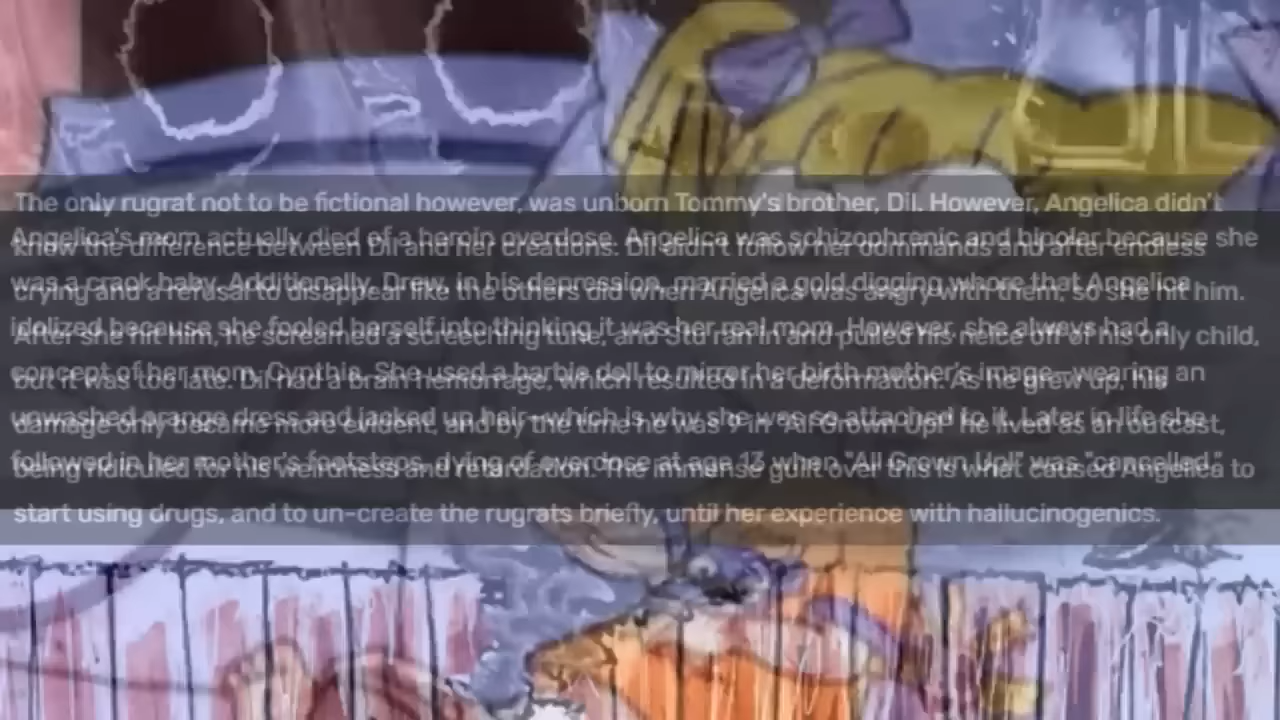 The only rugrat not to be fictional however, was unborn Tommy's brother, Dil. However, Angelica didn't
know the difference between Dil and her creations. Dil didn't follow her commands and after endless
crying and a refusal to disappear like the others did when Angelica was angry with them, so she hit him.
After she hit him, he screamed a screeching tune, and Stu ran in and pulled his neice off of his only child,
but it was too late. Dil had a brain hemorrage, which resulted in a deformation. As he grew up, his
damage only became more evident, and by the time he was 9 in "All Grown Up!" he lived as an outcast,
being ridiculed for his weirdness and retardation. The immense guilt over this is what caused Angelica to
start using drugs, and to un-create the rugrats briefly, until her experience with hallucinogenics.
Angelica's mom actually died of a heroin overdose. Angelica was schizophrenic and bipolar because she
was a crack baby. Additionally, Drew, in his depression, married a gold digging whore that Angelica
idolized because she fooled herself into thinking it was her real mom. However, she always had a
concept of her mom, Cynthia. She used a barbie doll to mirror her birth mother's image—wearing an
unwashed orange dress and jacked up hair—which is why she was so attached to it. Later in life she
followed in her mother's footsteps, dying of overdose at age 13 when "All Grown Up!" was "cancelled."